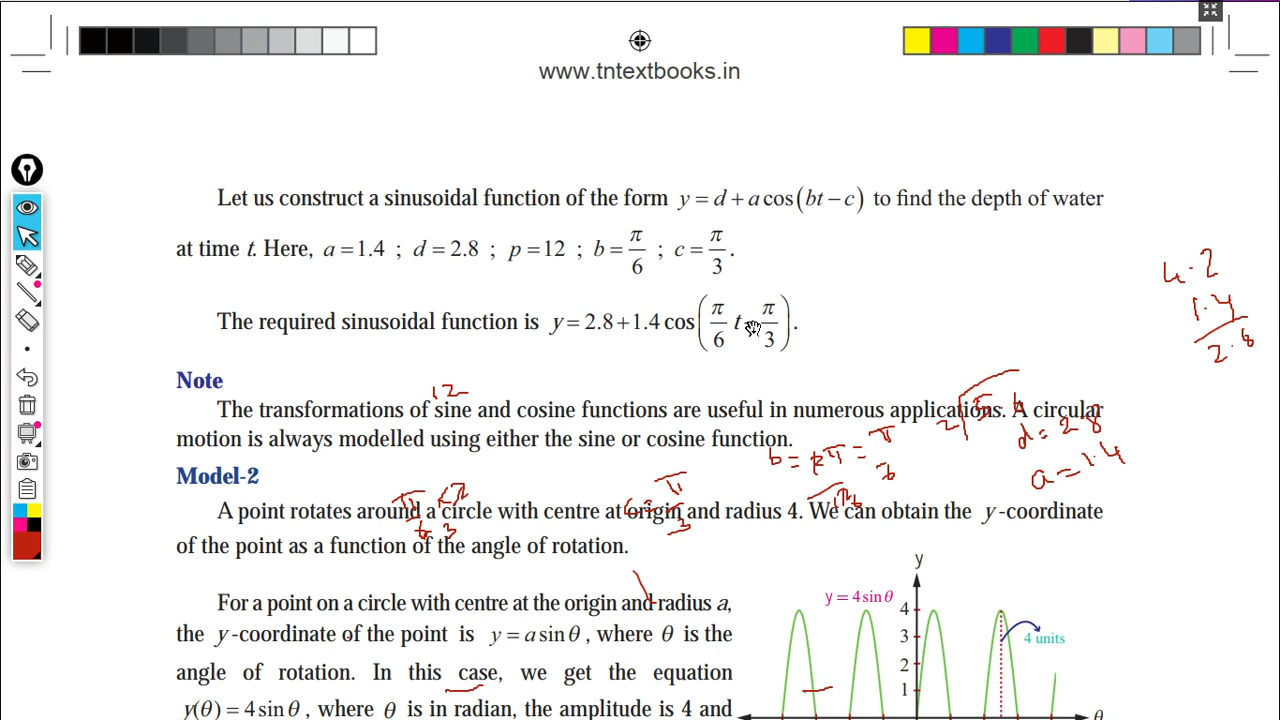 www.tntextbooks.in
Let us construct a sinusoidal function of the form y = d + a cos(bt − c) to find the depth of water
at time t. Here, a = 1.4 ; d = 2.8 ; p = 12 ; b = π/6 ; c = π/3.
The required sinusoidal function is y = 2.8 + 1.4 cos(π/6 t − π/3).
4.2
1.4
2.8
Note
12
The transformations of sine and cosine functions are useful in numerous applications. A circular
motion is always modelled using either the sine or cosine function.
d = 2.8
a = 1.4
Model-2
A point rotates around a circle with centre at origin and radius 4. We can obtain the y-coordinate
of the point as a function of the angle of rotation.
For a point on a circle with centre at the origin and radius a,
the y-coordinate of the point is y = a sin θ, where θ is the
angle of rotation. In this case, we get the equation
y(θ) = 4 sin θ, where θ is in radian, the amplitude is 4 and
y
y = 4 sin θ
4
3
4 units
2
1
θ